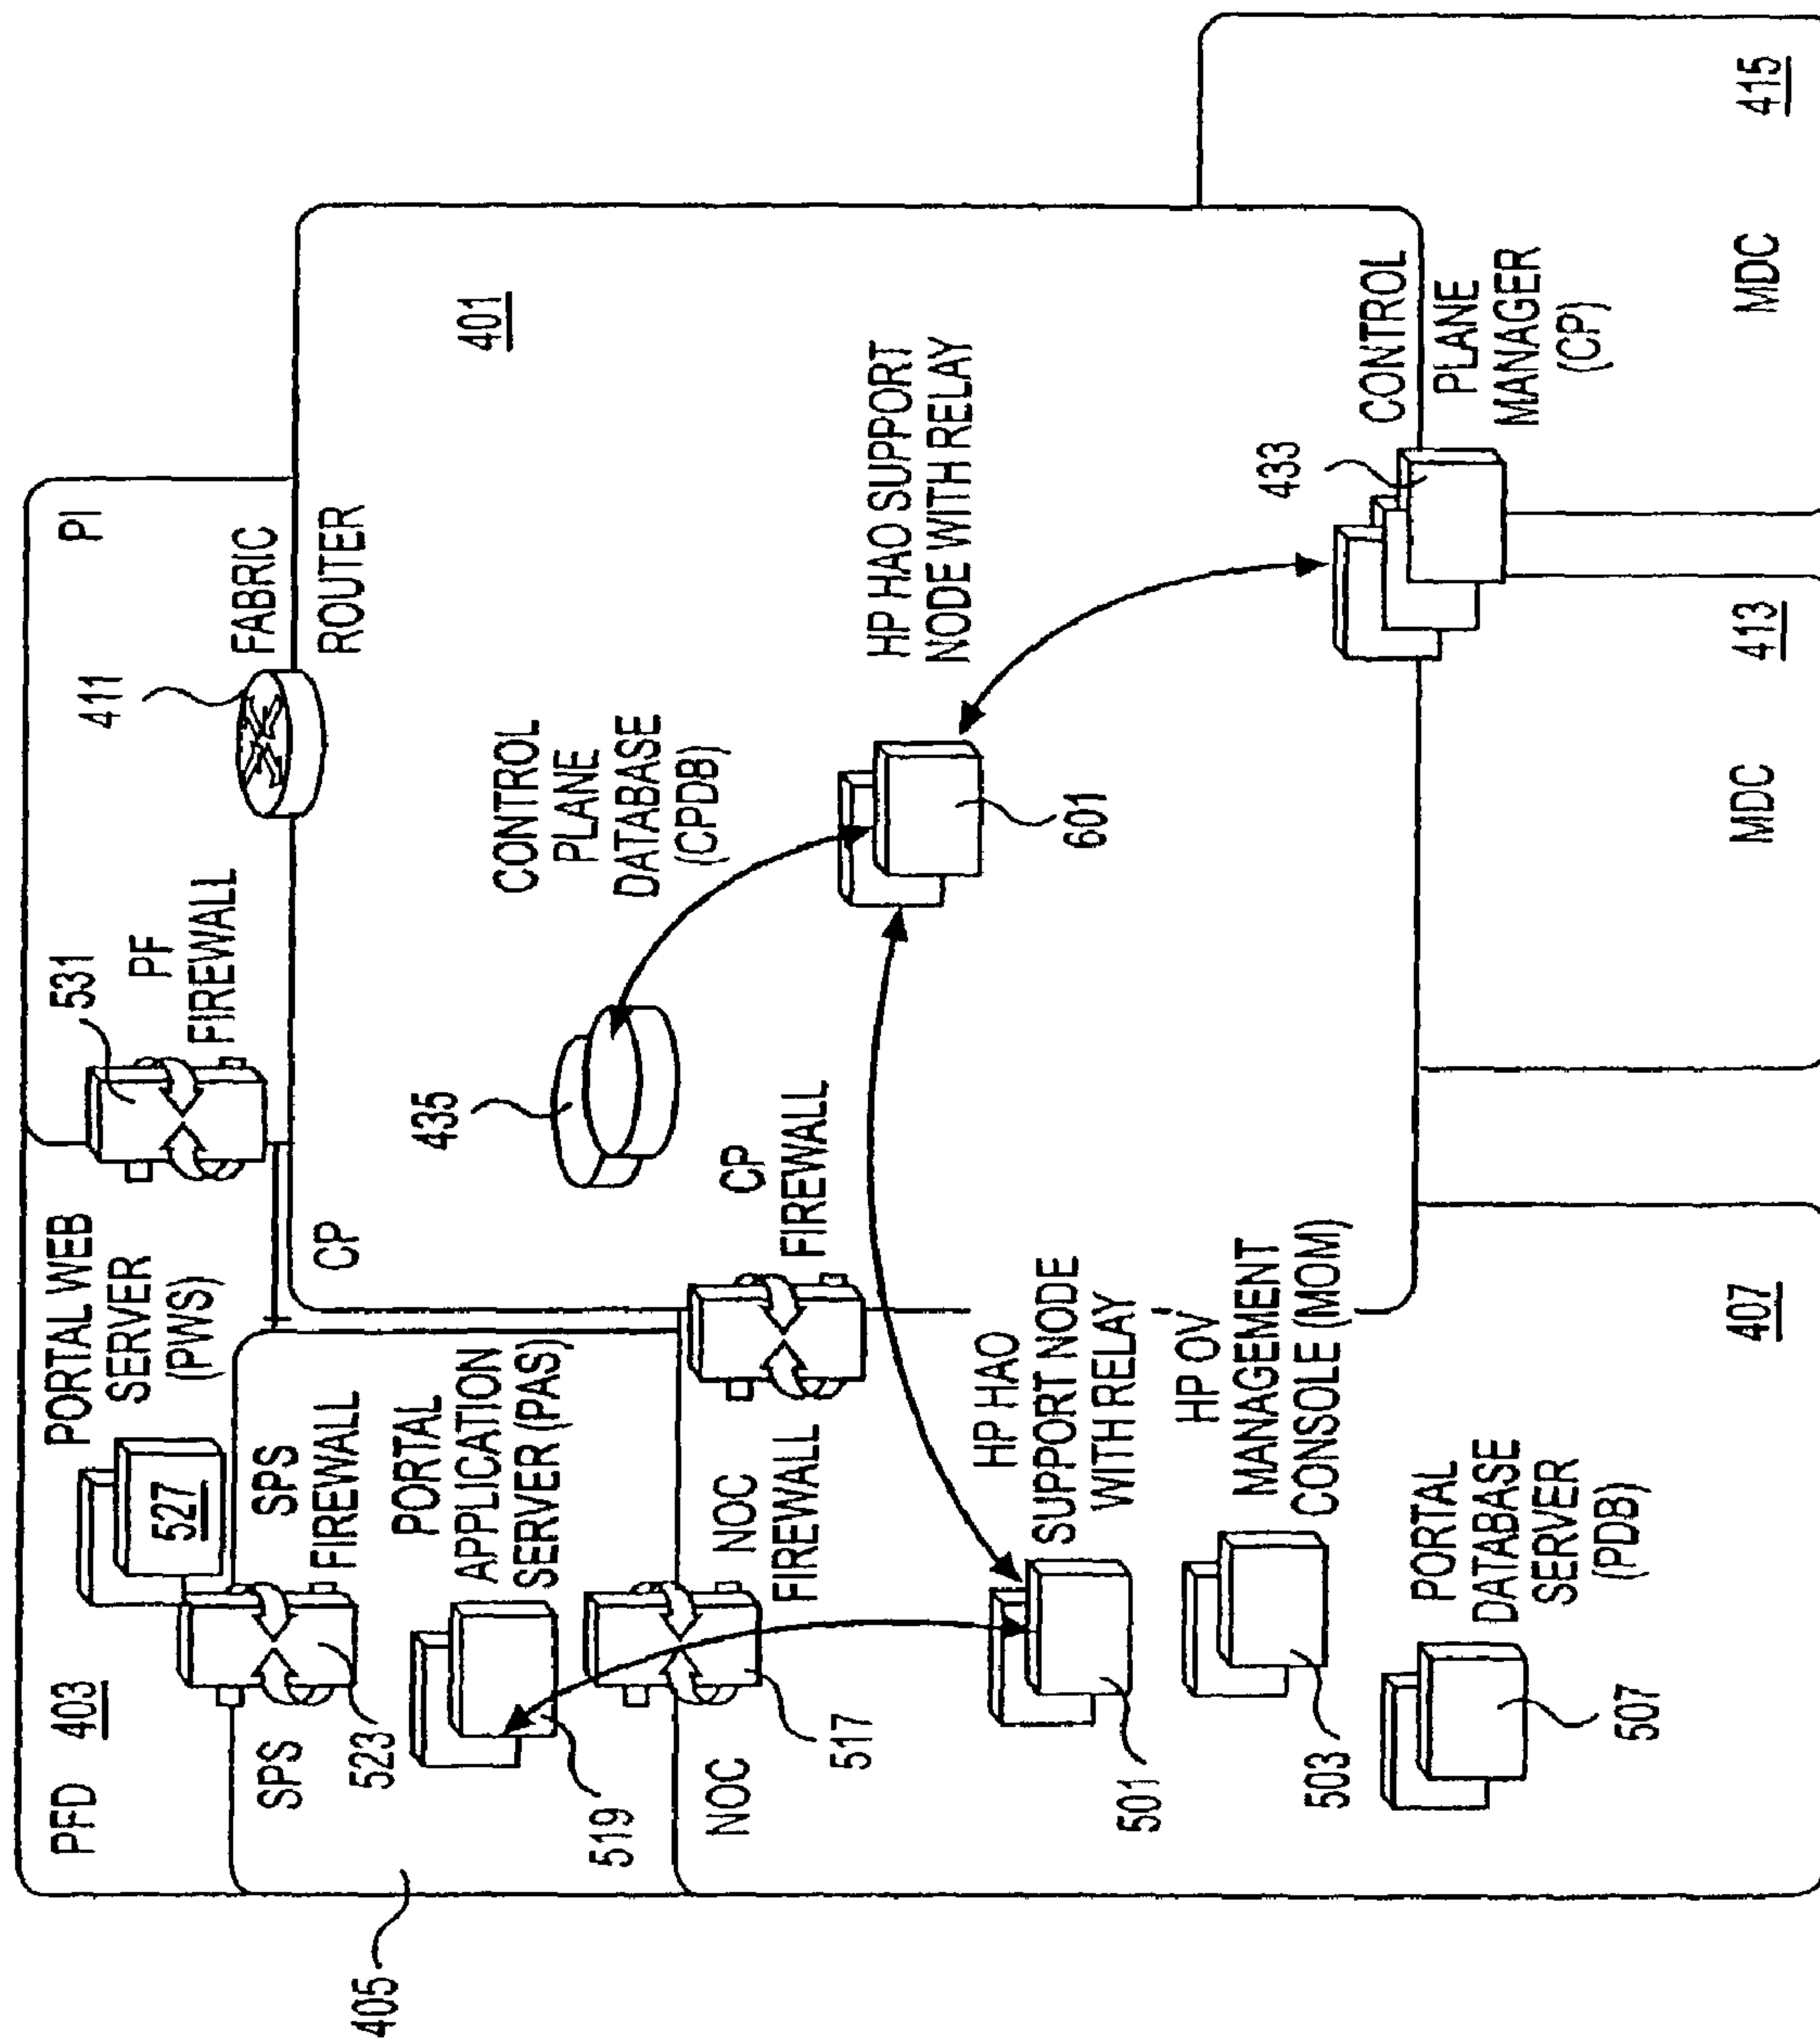 PFD 403
PORTAL WEB
SERVER
(PWS)
527
531
PF
FIREWALL
PI
411
FABRIC
ROUTER
SPS
523
SPS
FIREWALL
CP
401
405
519
PORTAL
APPLICATION
SERVER (PAS)
435
CONTROL
PLANE
DATABASE
(CPDB)
NOC
517
NOC
FIREWALL
CP
FIREWALL
HP HAO SUPPORT
NODE WITH RELAY
601
501
HP HAO
SUPPORT NODE
WITH RELAY
503
HP OV
MANAGEMENT
CONSOLE (MOM)
433
CONTROL
PLANE
MANAGER
(CP)
507
PORTAL
DATABASE
SERVER
(PDB)
407
MDC
413
MDC
415